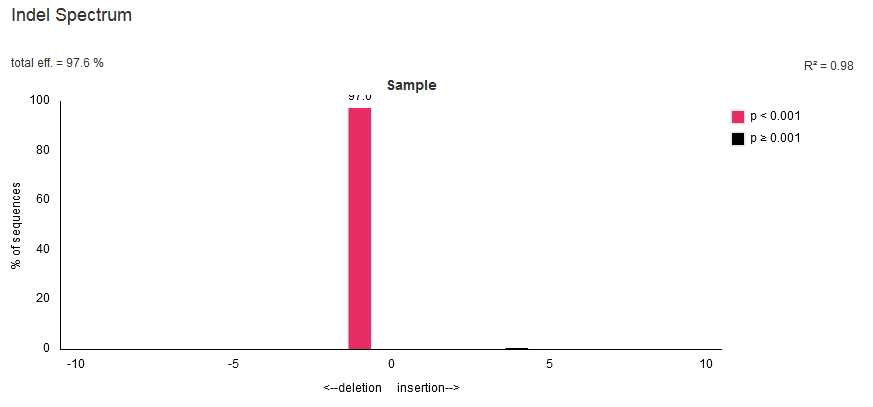 Indel Spectrum
total eff. = 97.6 %
R² = 0.98
Sample
97.0
100
80
60
40
20
0
% of sequences
p < 0.001
p ≥ 0.001
-10
-5
0
5
10
<--deletion insertion-->